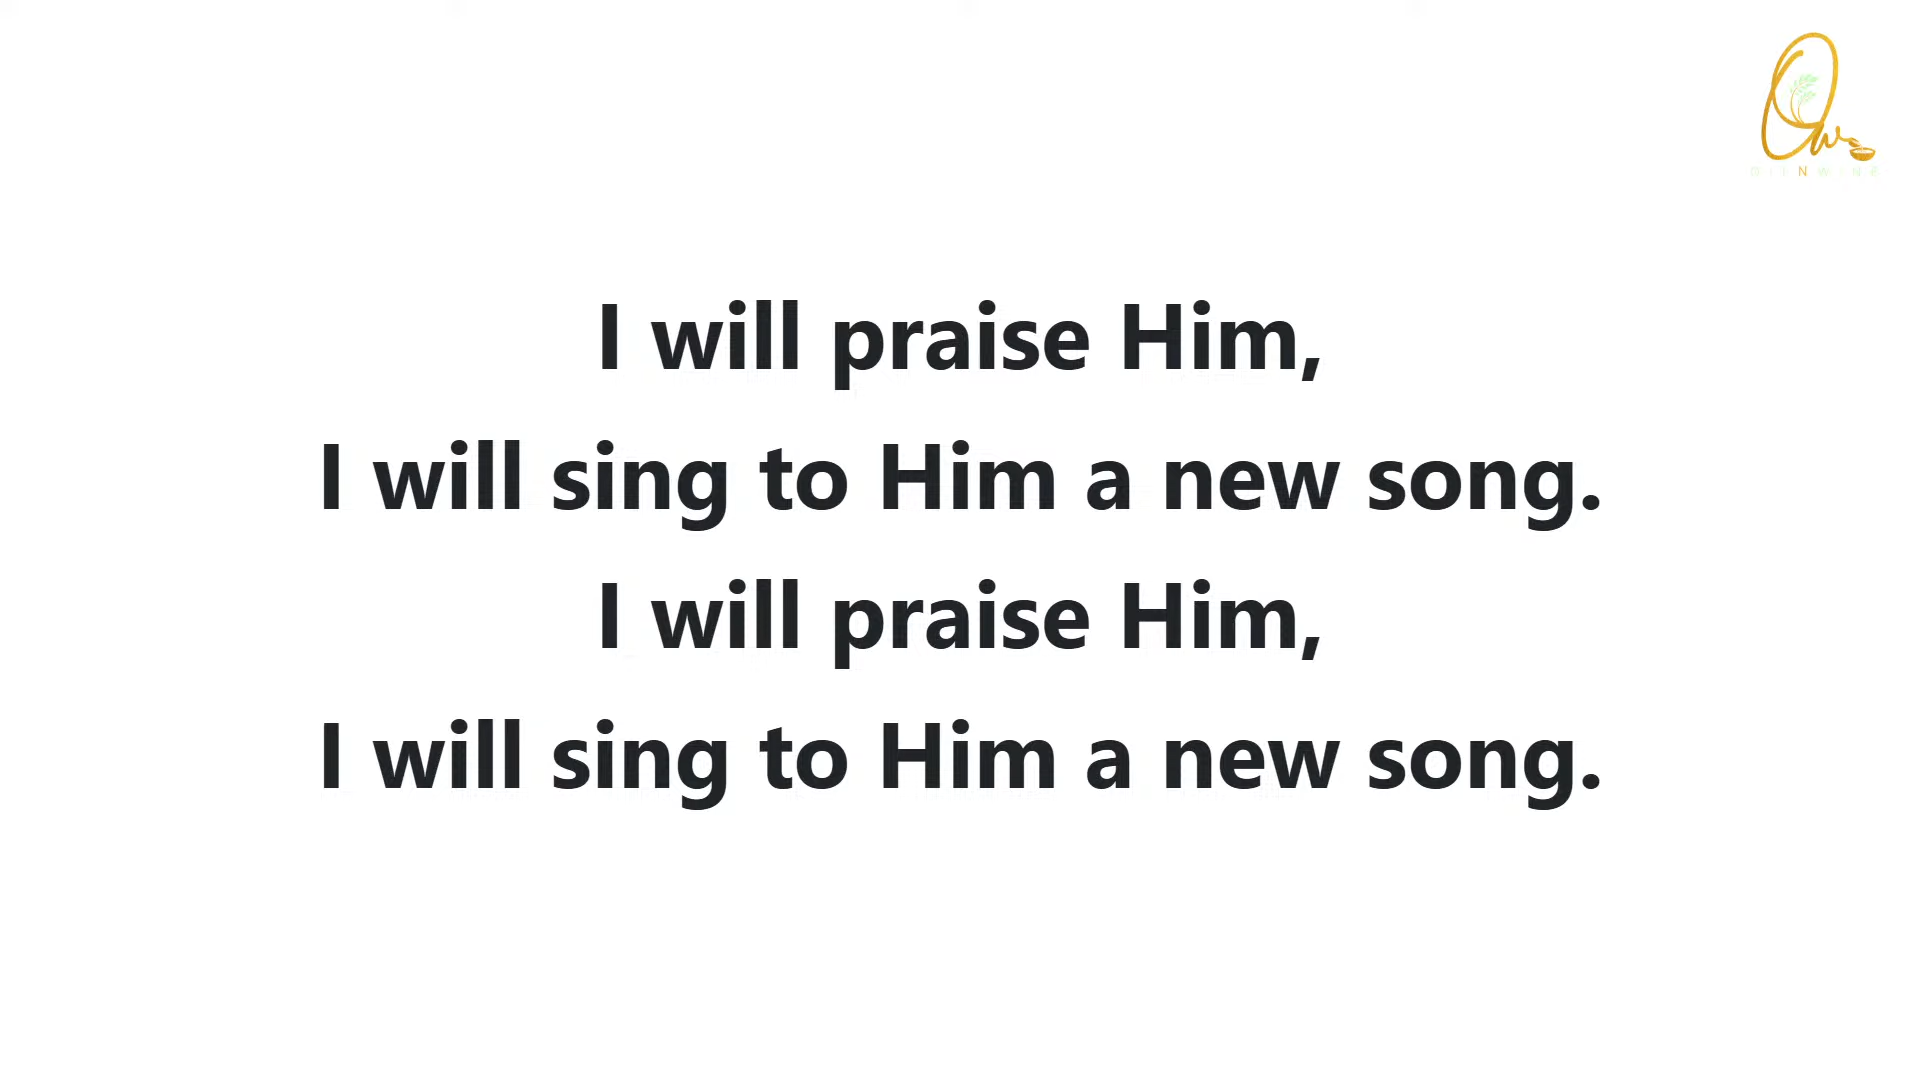 I will praise Him,
I will sing to Him a new song.
I will praise Him,
I will sing to Him a new song.